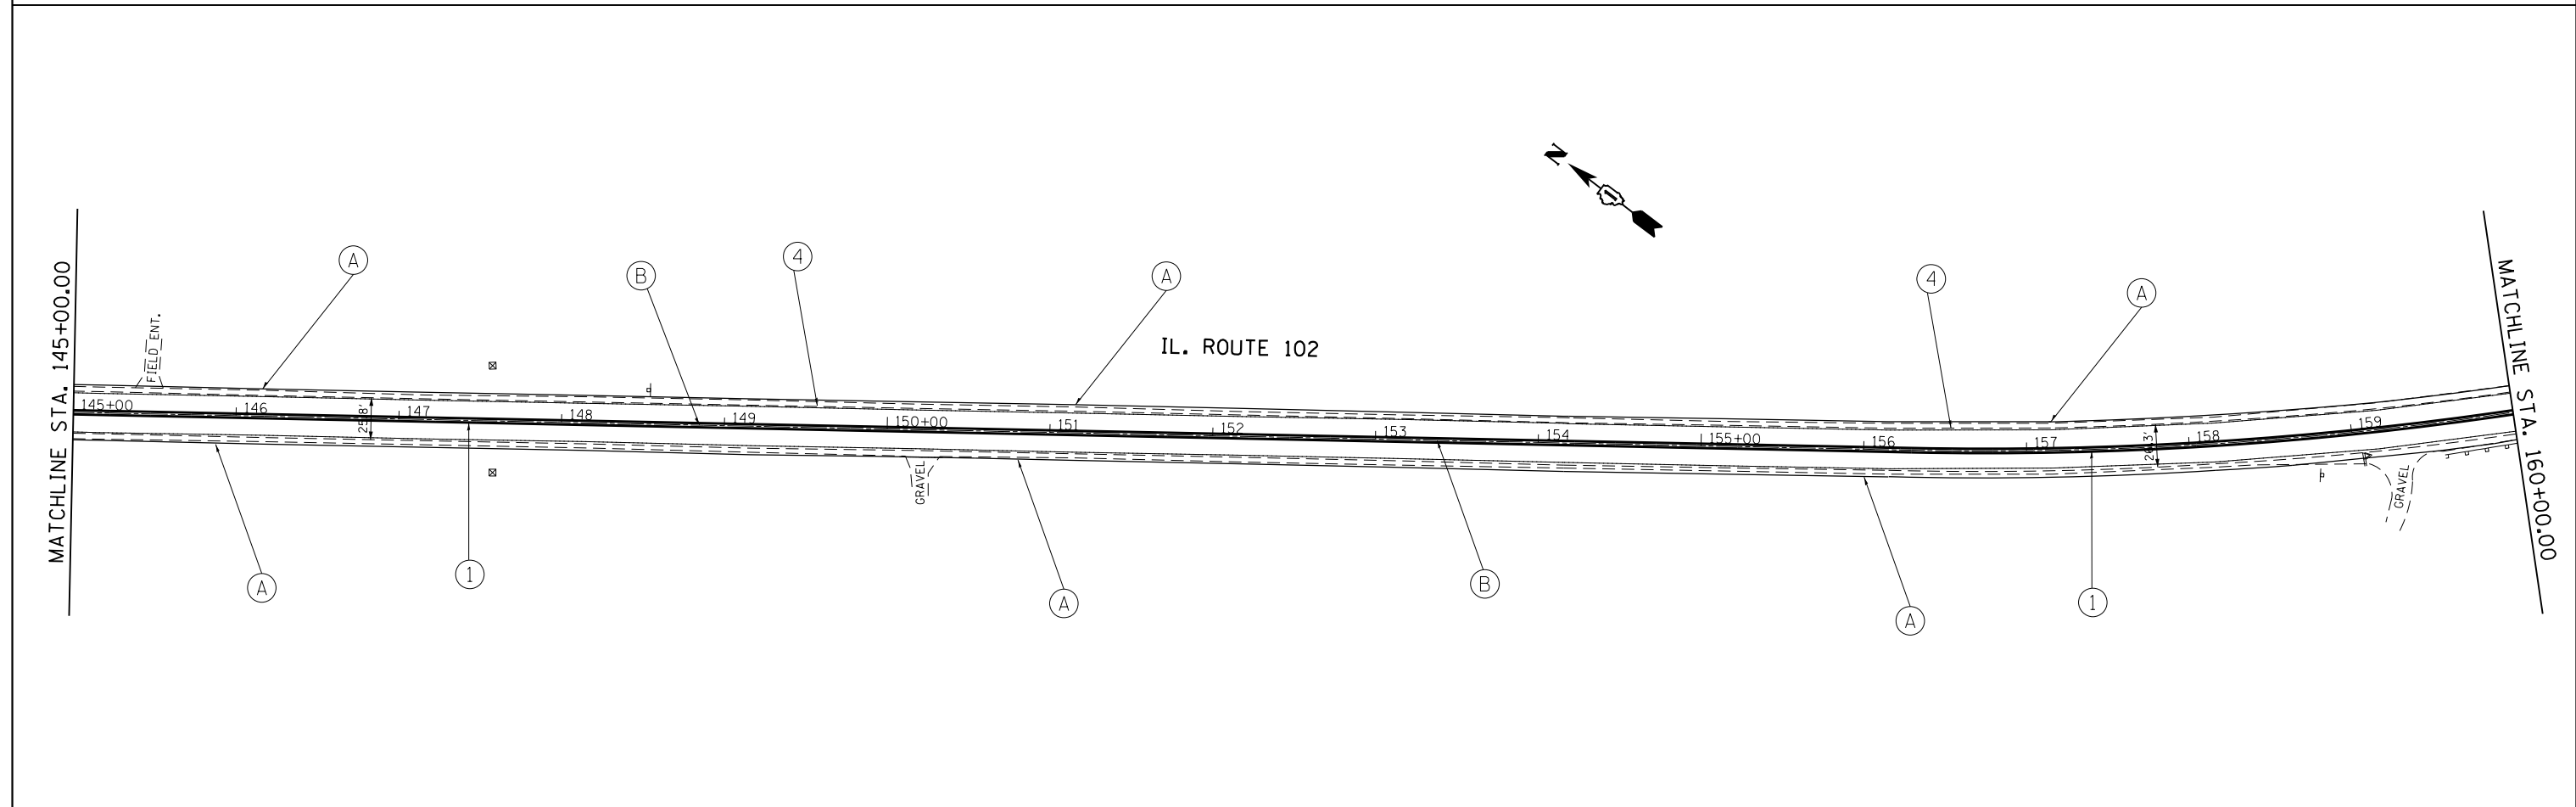 N
A
B
4
A
4
A
MATCHLINE STA. 145+00.00
FIELD ENT.
IL. ROUTE 102
MATCHLINE STA. 160+00.00
145+00
146
147
148
149
150+00
151
152
153
154
155+00
156
157
158
159
GRAVEL
GRAVEL
A
1
A
B
A
1